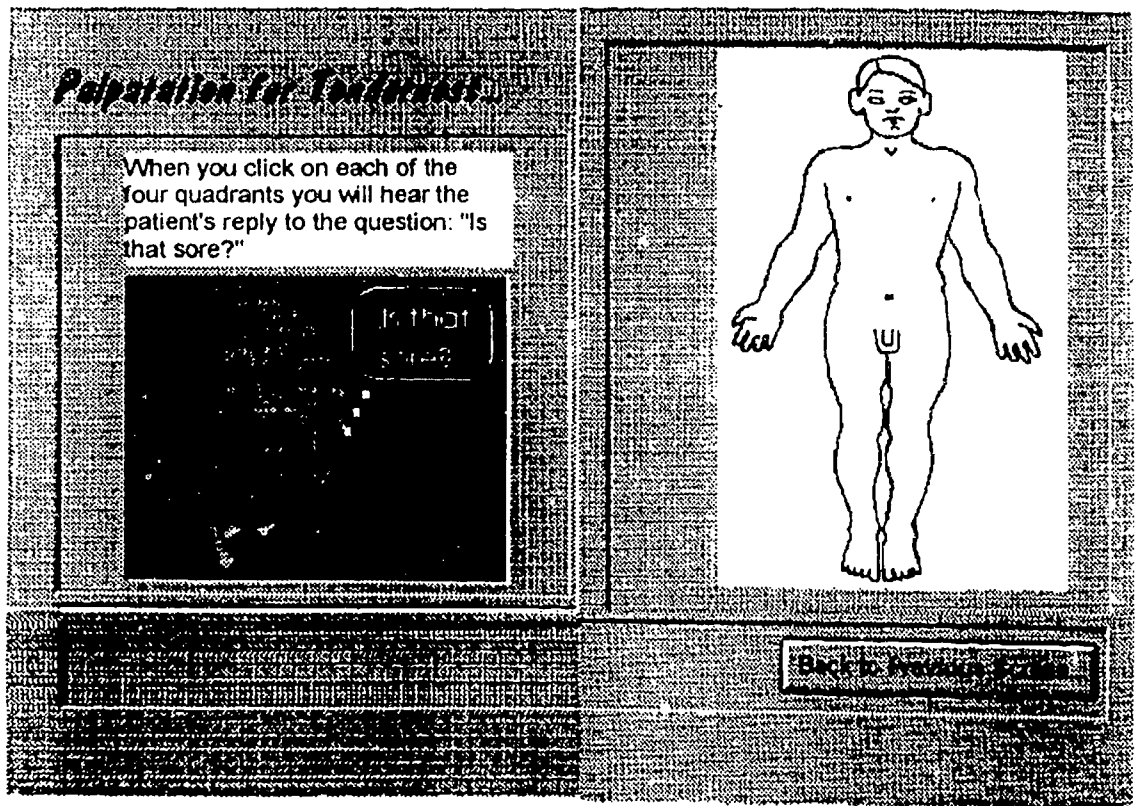 Palpatation for Tenderness...
When you click on each of the
four quadrants you will hear the
patient's reply to the question: "Is
that sore?"
Is that
sore?
Back to Previous Screen